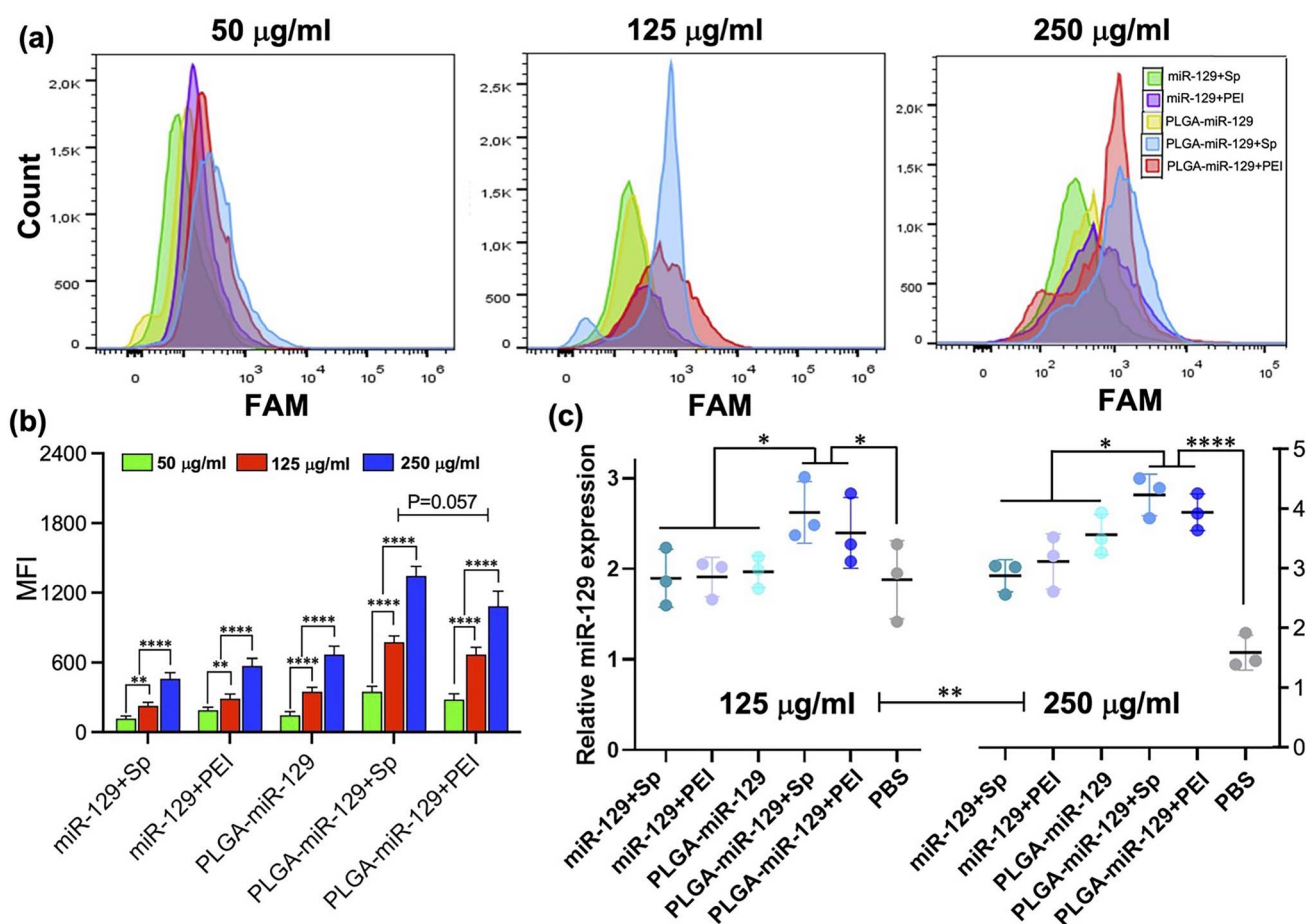 (a)
50 μg/ml
125 μg/ml
250 μg/ml
Count
2,0K
1,5K
1,0K
500
0
0
10³
10⁴
10⁵
10⁶
FAM
2,5K
2,0K
1,5K
1,0K
500
0
0
10³
10⁴
10⁵
10⁶
FAM
2,0K
1,5K
1,0K
500
0
0
10²
10³
10⁴
10⁵
FAM
miR-129+Sp
miR-129+PEI
PLGA-miR-129
PLGA-miR-129+Sp
PLGA-miR-129+PEI
(b)
MFI
2400
1800
1200
600
0
50 μg/ml
125 μg/ml
250 μg/ml
P=0.057
**
****
**
****
****
****
****
****
****
****
miR-129+Sp
miR-129+PEI
PLGA-miR-129
PLGA-miR-129+Sp
PLGA-miR-129+PEI
(c)
Relative miR-129 expression
3
2
1
0
*
*
125 μg/ml
**
miR-129+Sp
miR-129+PEI
PLGA-miR-129
PLGA-miR-129+Sp
PLGA-miR-129+PEI
PBS
*
****
250 μg/ml
5
4
3
2
1
0
miR-129+Sp
miR-129+PEI
PLGA-miR-129
PLGA-miR-129+Sp
PLGA-miR-129+PEI
PBS